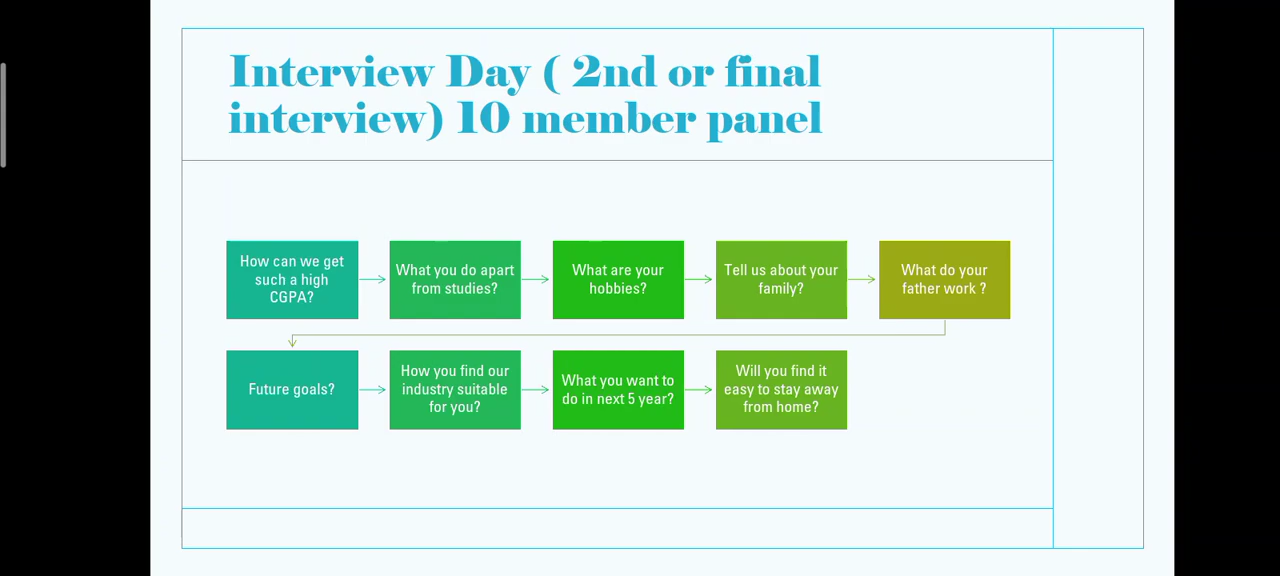 Interview Day ( 2nd or final
interview) 10 member panel
How can we get
such a high
CGPA?
What you do apart
from studies?
What are your
hobbies?
Tell us about your
family?
What do your
father work ?
Future goals?
How you find our
industry suitable
for you?
What you want to
do in next 5 year?
Will you find it
easy to stay away
from home?